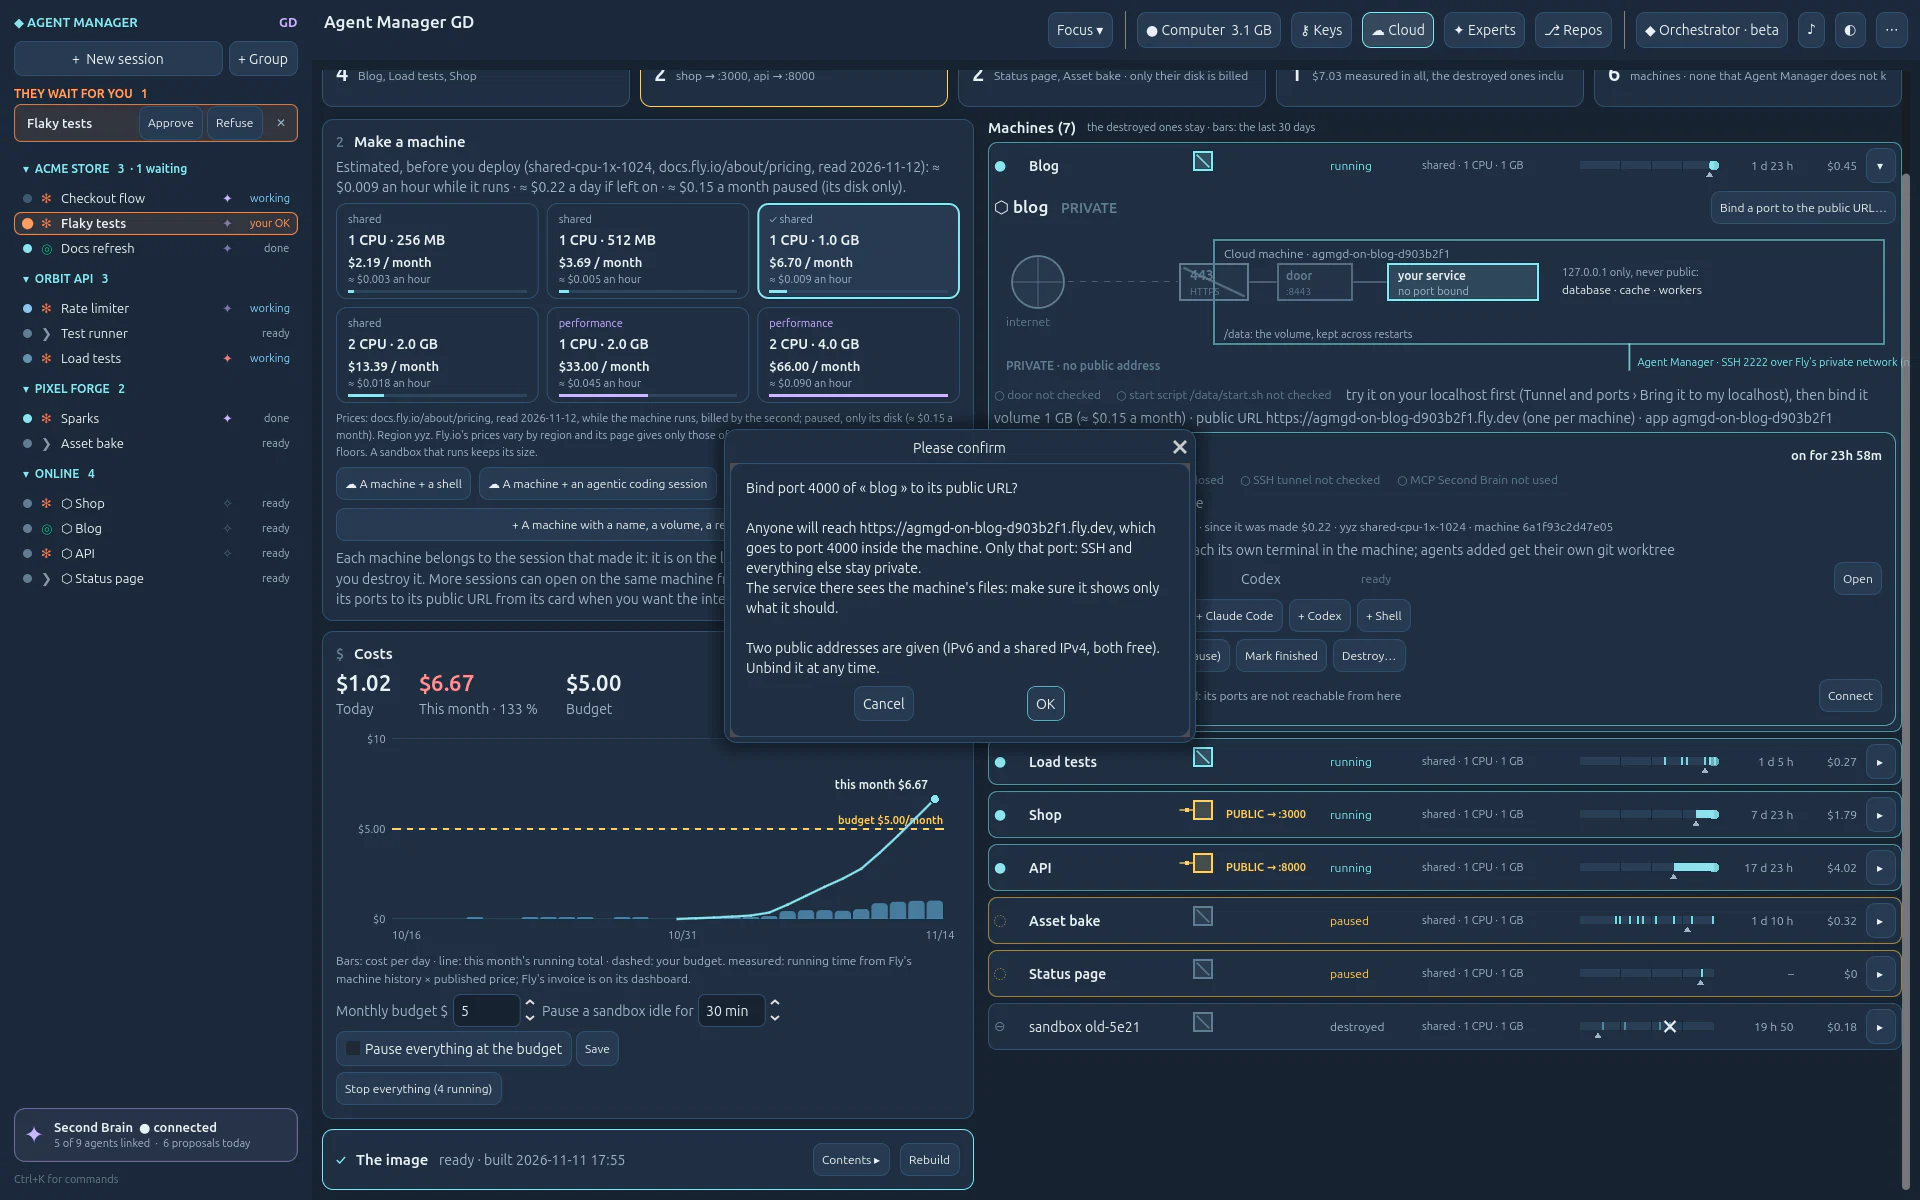 ◆ AGENT MANAGER GD
+ New session
+ Group
THEY WAIT FOR YOU 1
Flaky tests Approve Refuse ×
▾ ACME STORE 3 · 1 waiting
Checkout flow working
Flaky tests your OK
Docs refresh done
▾ ORBIT API 3
Rate limiter working
Test runner ready
Load tests working
▾ PIXEL FORGE 2
Sparks done
Asset bake ready
▾ ONLINE 4
Shop ready
Blog ready
API ready
Status page ready
Second Brain ● connected
5 of 9 agents linked · 6 proposals today
Ctrl+K for commands
Agent Manager GD
Focus ▾
● Computer 3.1 GB
Keys
☁ Cloud
✦ Experts
Repos
◆ Orchestrator · beta
♪
◐
···
4 Blog, Load tests, Shop
2 shop → :3000, api → :8000
2 Status page, Asset bake · only their disk is billed
1 $7.03 measured in all, the destroyed ones inclu
6 machines · none that Agent Manager does not k
2 Make a machine
Estimated, before you deploy (shared-cpu-1x-1024, docs.fly.io/about/pricing, read 2026-11-12): ≈
$0.009 an hour while it runs · ≈ $0.22 a day if left on · ≈ $0.15 a month paused (its disk only).
shared
1 CPU · 256 MB
$2.19 / month
≈ $0.003 an hour
shared
1 CPU · 512 MB
$3.69 / month
≈ $0.005 an hour
✓ shared
1 CPU · 1.0 GB
$6.70 / month
≈ $0.009 an hour
shared
2 CPU · 2.0 GB
$13.39 / month
≈ $0.018 an hour
performance
1 CPU · 2.0 GB
$33.00 / month
≈ $0.045 an hour
performance
2 CPU · 4.0 GB
$66.00 / month
≈ $0.090 an hour
Prices: docs.fly.io/about/pricing, read 2026-11-12, while the machine runs, billed by the second; paused, only its disk (≈ $0.15 a
month). Region yyz. Fly.io's prices vary by region and its page gives only those o
floors. A sandbox that runs keeps its size.
☁ A machine + a shell
☁ A machine + an agentic coding session
+ A machine with a name, a volume, a re
Each machine belongs to the session that made it: it is on the l
you destroy it. More sessions can open on the same machine f
its ports to its public URL from its card when you want the inte
$ Costs
$1.02 $6.67 $5.00
Today This month · 133 % Budget
$10
this month $6.67
budget $5.00/month
$5.00
$0
10/16 10/31 11/14
Bars: cost per day · line: this month's running total · dashed: your budget. measured: running time from Fly's
machine history × published price; Fly's invoice is on its dashboard.
Monthly budget $ 5 Pause a sandbox idle for 30 min
Pause everything at the budget Save
Stop everything (4 running)
✓ The image ready · built 2026-11-11 17:55 Contents ▸ Rebuild
Machines (7) the destroyed ones stay · bars: the last 30 days
Blog running shared · 1 CPU · 1 GB 1 d 23 h $0.45 ▾
blog PRIVATE Bind a port to the public URL…
Cloud machine · agmgd-on-blog-d903b2f1
443
HTTPS
door
:8443
your service
no port bound
127.0.0.1 only, never public:
database · cache · workers
internet
/data: the volume, kept across restarts
PRIVATE · no public address
Agent Manager · SSH 2222 over Fly's private network in
door not checked start script /data/start.sh not checked try it on your localhost first (Tunnel and ports › Bring it to my localhost), then bind it
volume 1 GB (≈ $0.15 a month) · public URL https://agmgd-on-blog-d903b2f1.fly.dev (one per machine) · app agmgd-on-blog-d903b2f1
on for 23h 58m
osed SSH tunnel not checked MCP Second Brain not used
e
· since it was made $0.22 · yyz shared-cpu-1x-1024 · machine 6a1f93c2d47e05
ach its own terminal in the machine; agents added get their own git worktree
Codex ready Open
+ Claude Code + Codex + Shell
ause) Mark finished Destroy…
: its ports are not reachable from here Connect
Please confirm
Bind port 4000 of « blog » to its public URL?
Anyone will reach https://agmgd-on-blog-d903b2f1.fly.dev, which
goes to port 4000 inside the machine. Only that port: SSH and
everything else stay private.
The service there sees the machine's files: make sure it shows only
what it should.
Two public addresses are given (IPv6 and a shared IPv4, both free).
Unbind it at any time.
Cancel OK
Load tests running shared · 1 CPU · 1 GB 1 d 5 h $0.27 ▸
Shop PUBLIC → :3000 running shared · 1 CPU · 1 GB 7 d 23 h $1.79 ▸
API PUBLIC → :8000 running shared · 1 CPU · 1 GB 17 d 23 h $4.02 ▸
Asset bake paused shared · 1 CPU · 1 GB 1 d 10 h $0.32 ▸
Status page paused shared · 1 CPU · 1 GB – $0 ▸
sandbox old-5e21 destroyed shared · 1 CPU · 1 GB 19 h 50 $0.18 ▸